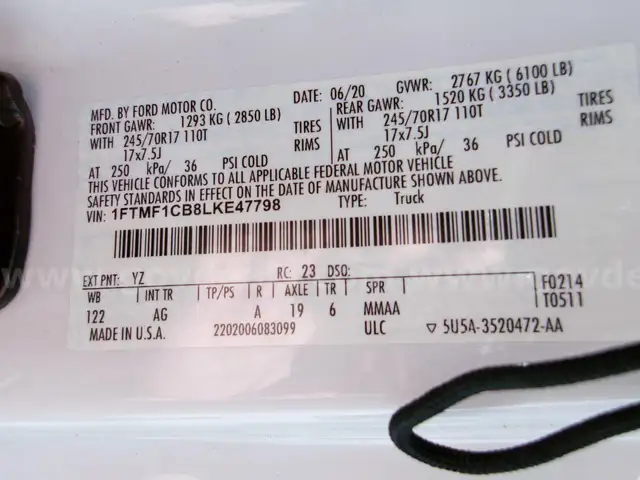 MFD. BY FORD MOTOR CO.
DATE: 06/20 GVWR: 2767 KG ( 6100 LB)
FRONT GAWR: 1293 KG ( 2850 LB) REAR GAWR: 1520 KG ( 3350 LB)
WITH 245/70R17 110T TIRES WITH 245/70R17 110T TIRES
17x7.5J RIMS 17x7.5J RIMS
AT 250 kPa/ 36 PSI COLD AT 250 kPa/ 36 PSI COLD
THIS VEHICLE CONFORMS TO ALL APPLICABLE FEDERAL MOTOR VEHICLE
SAFETY STANDARDS IN EFFECT ON THE DATE OF MANUFACTURE SHOWN ABOVE.
VIN: 1FTMF1CB8LKE47798 TYPE: Truck
EXT PNT: YZ RC: 23 DSO:
WB INT TR TP/PS R AXLE TR SPR F0214
122 AG A 19 6 MMAA T0511
MADE IN U.S.A. 2202006083099 ULC ▽ 5U5A-3520472-AA